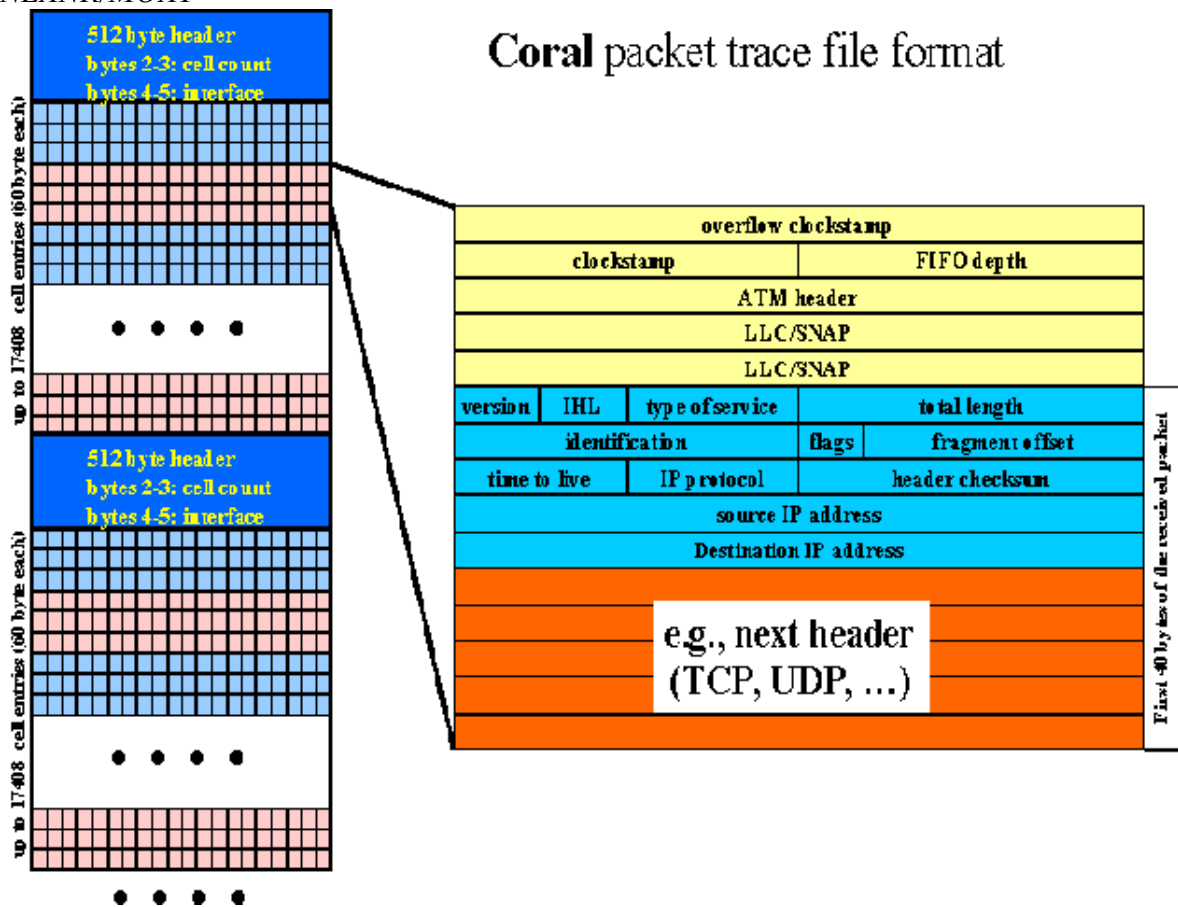 Coral packet trace file format
512 byte header
bytes 2-3: cell count
bytes 4-5: interface
up to 17408 cell entries (60 byte each)
512 byte header
bytes 2-3: cell count
bytes 4-5: interface
up to 17408 cell entries (60 byte each)
overflow clockstamp
clockstamp FIFO depth
ATM header
LLC/SNAP
LLC/SNAP
version IHL type of service total length
identification flags fragment offset
time to live IP protocol header checksum
source IP address
Destination IP address
e.g., next header
(TCP, UDP, …)
First 40 bytes of the received packet